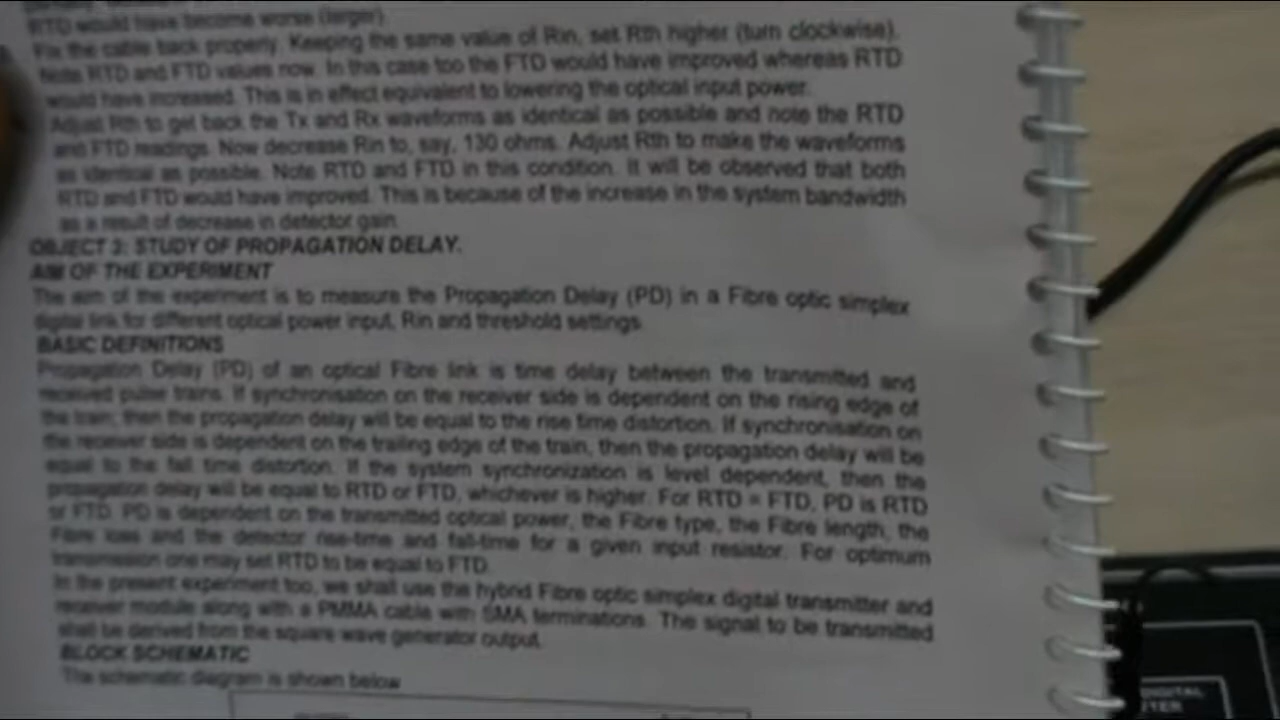 RTD would have become worse (larger).
Fix the cable back properly. Keeping the same value of Rin, set Rth higher (turn clockwise).
Note RTD and FTD values now. In this case too the FTD would have improved whereas RTD
would have increased. This is in effect equivalent to lowering the optical input power.
Adjust Rth to get back the Tx and Rx waveforms as identical as possible and note the RTD
and FTD readings. Now decrease Rin to, say, 130 ohms. Adjust Rth to make the waveforms
as identical as possible. Note RTD and FTD in this condition. It will be observed that both
RTD and FTD would have improved. This is because of the increase in the system bandwidth
as a result of decrease in detector gain.
OBJECT 3: STUDY OF PROPAGATION DELAY.
AIM OF THE EXPERIMENT
The aim of the experiment is to measure the Propagation Delay (PD) in a Fibre optic simplex
digital link for different optical power input, Rin and threshold settings.
BASIC DEFINITIONS
Propagation Delay (PD) of an optical Fibre link is time delay between the transmitted and
received pulse trains. If synchronisation on the receiver side is dependent on the rising edge of
the train; then the propagation delay will be equal to the rise time distortion. If synchronisation on
the receiver side is dependent on the trailing edge of the train, then the propagation delay will be
equal to the fall time distortion. If the system synchronization is level dependent, then the
propagation delay will be equal to RTD or FTD, whichever is higher. For RTD = FTD, PD is RTD
or FTD. PD is dependent on the transmitted optical power, the Fibre type, the Fibre length, the
Fibre loss and the detector rise-time and fall-time for a given input resistor. For optimum
transmission one may set RTD to be equal to FTD.
In the present experiment too, we shall use the hybrid Fibre optic simplex digital transmitter and
receiver module along with a PMMA cable with SMA terminations. The signal to be transmitted
shall be derived from the square wave generator output.
BLOCK SCHEMATIC
The schematic diagram is shown below
DIGITAL